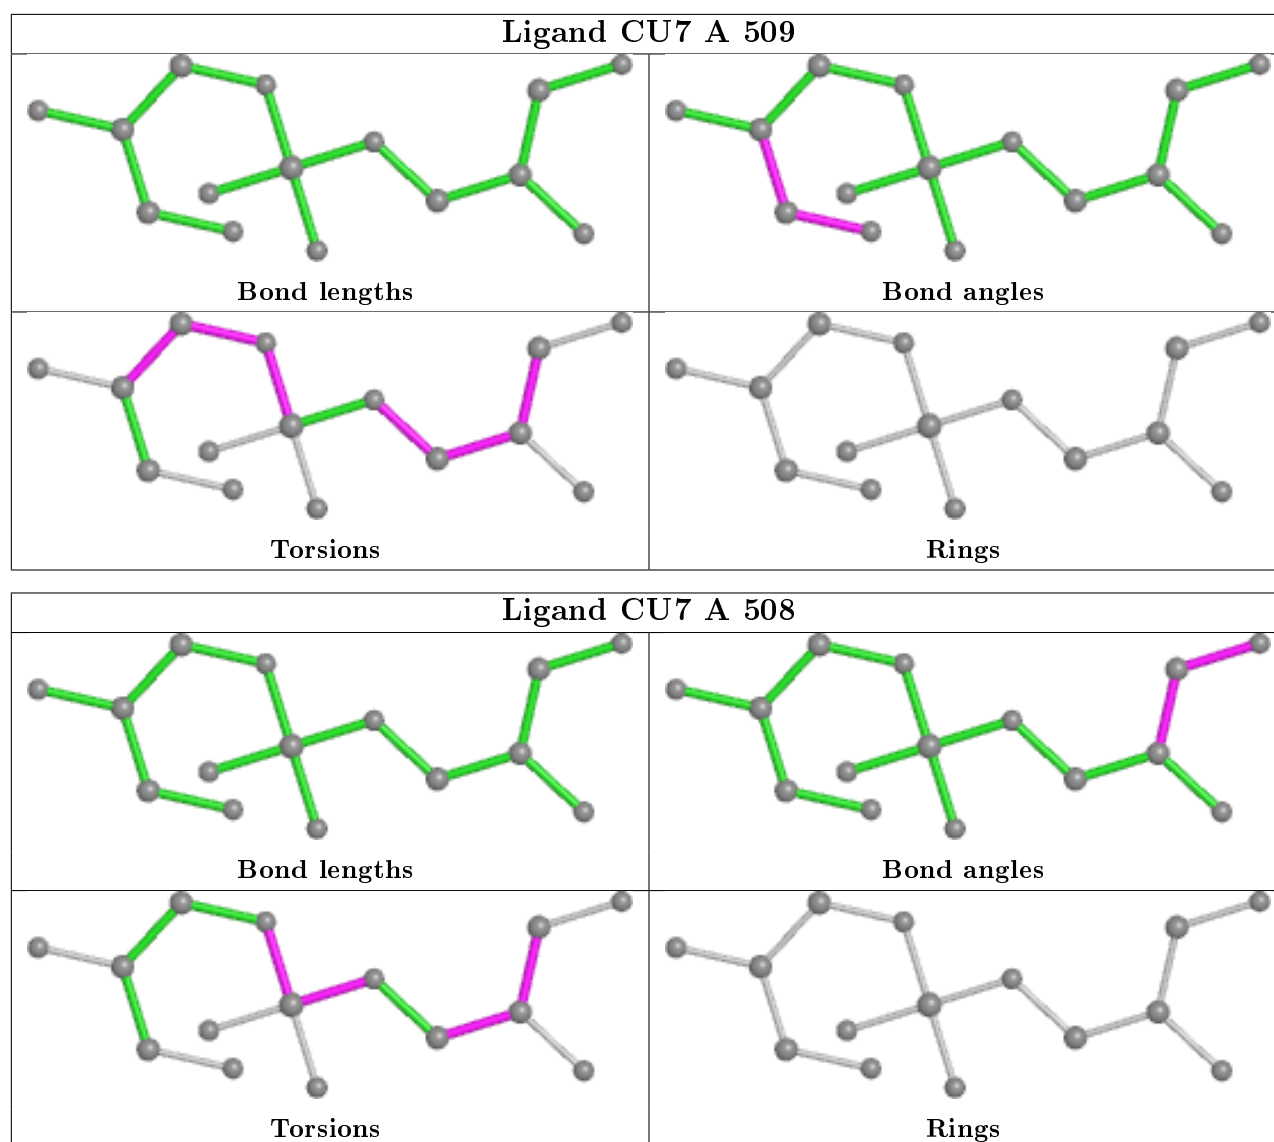 Ligand CU7 A 509
Bond lengths
Bond angles
Torsions
Rings
Ligand CU7 A 508
Bond lengths
Bond angles
Torsions
Rings